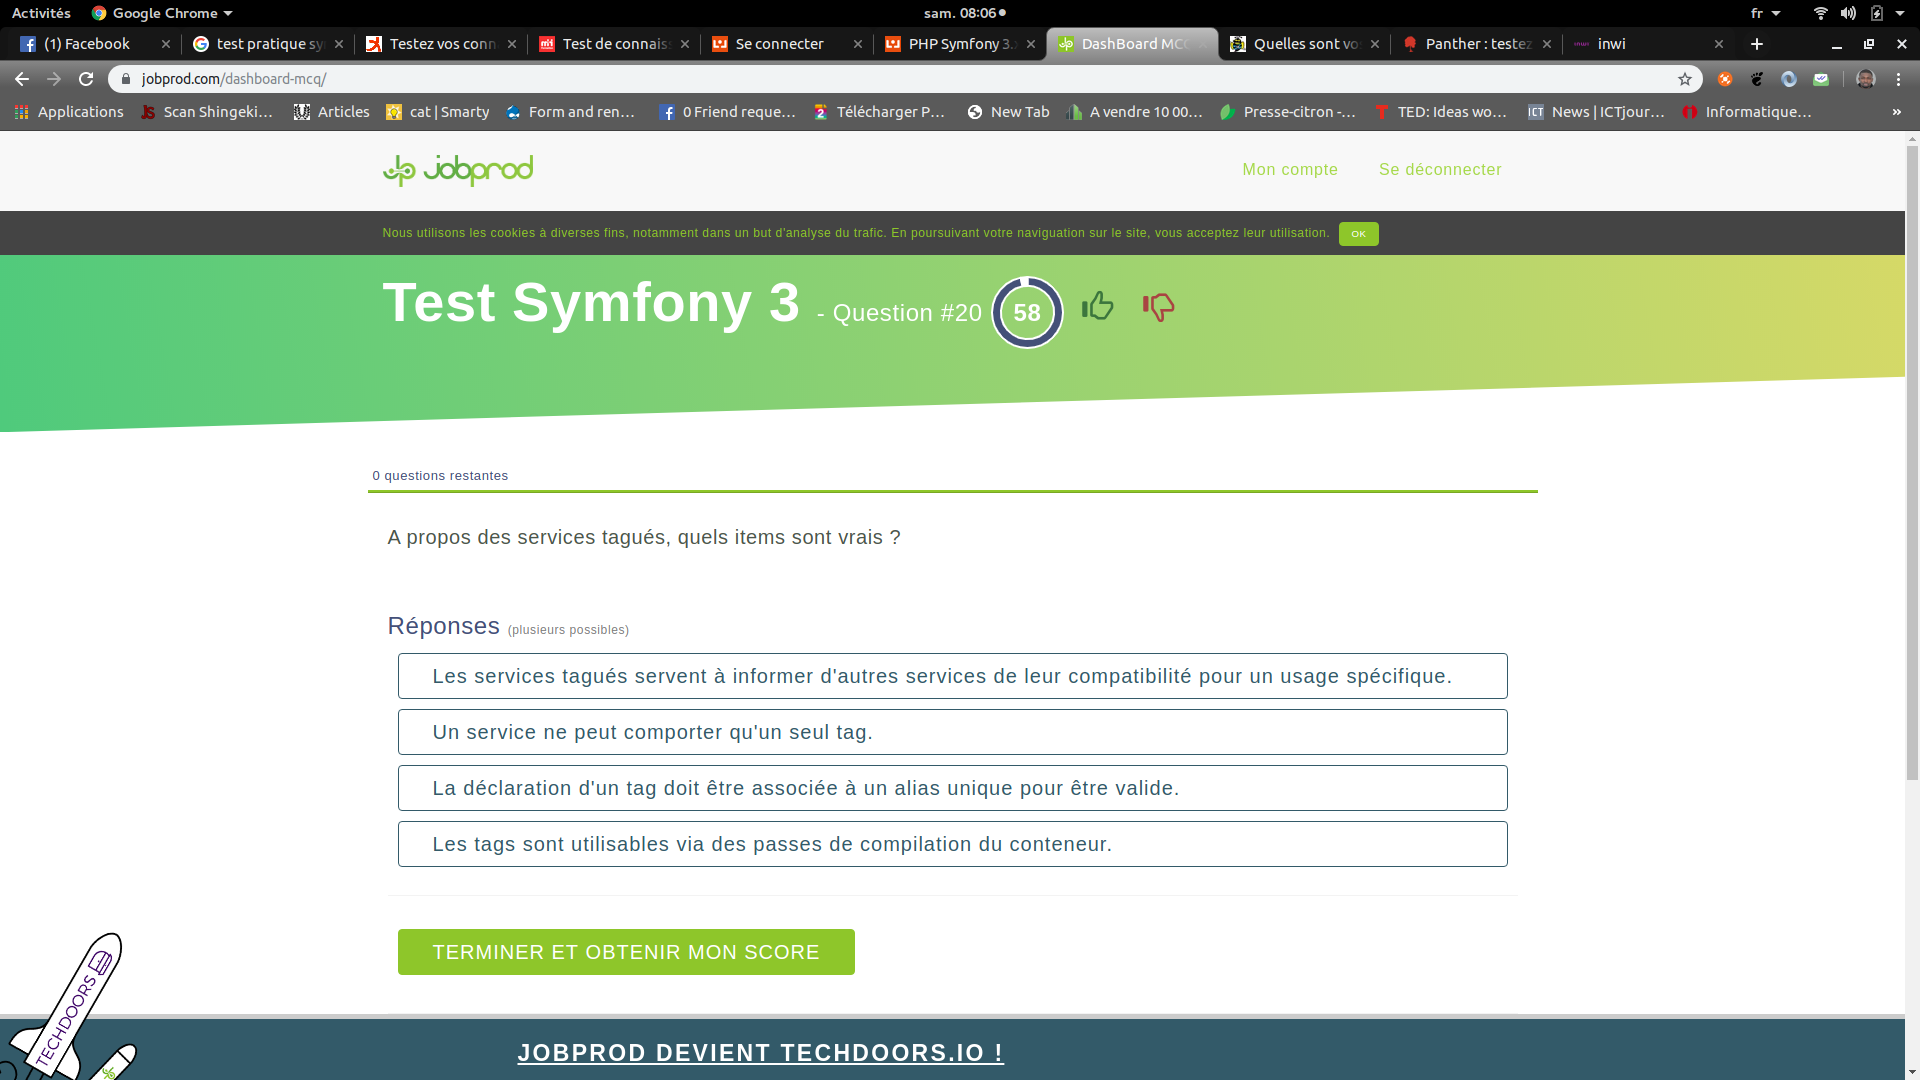 Activités Google Chrome sam. 08:06 fr
(1) Facebook test pratique sy Testez vos conn Test de connais Se connecter PHP Symfony 3. DashBoard MC Quelles sont vo Panther : testez inwi
jobprod.com/dashboard-mcq/
Applications Scan Shingeki... Articles cat | Smarty Form and ren... 0 Friend reque... Télécharger P... New Tab A vendre 10 00... Presse-citron -... TED: Ideas wo... News | ICTjour... Informatique... »
jobprod Mon compte Se déconnecter
Nous utilisons les cookies à diverses fins, notamment dans un but d'analyse du trafic. En poursuivant votre naviguation sur le site, vous acceptez leur utilisation. OK
Test Symfony 3 - Question #20 58
0 questions restantes
A propos des services tagués, quels items sont vrais ?
Réponses (plusieurs possibles)
Les services tagués servent à informer d'autres services de leur compatibilité pour un usage spécifique.
Un service ne peut comporter qu'un seul tag.
La déclaration d'un tag doit être associée à un alias unique pour être valide.
Les tags sont utilisables via des passes de compilation du conteneur.
TERMINER ET OBTENIR MON SCORE
TECHDOORS
JOBPROD DEVIENT TECHDOORS.IO !